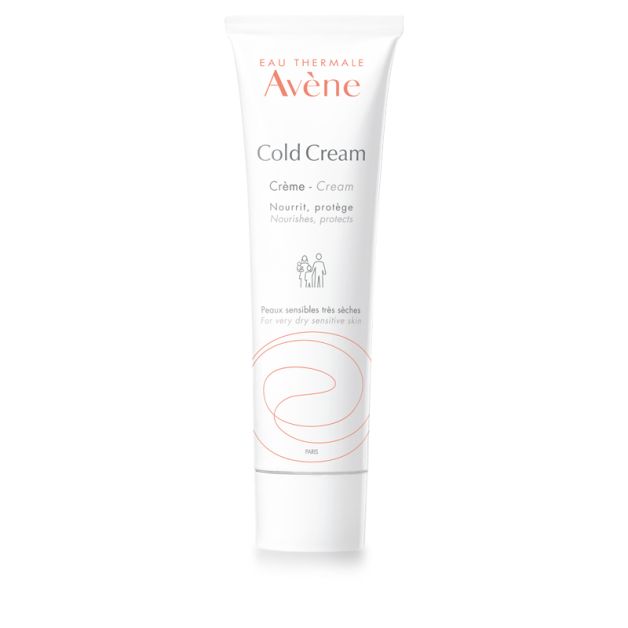 EAU THERMALE
Avène
Cold Cream
Crème - Cream
Nourrit, protège
Nourishes, protects
Peaux sensibles très sèches
For very dry sensitive skin
PARIS